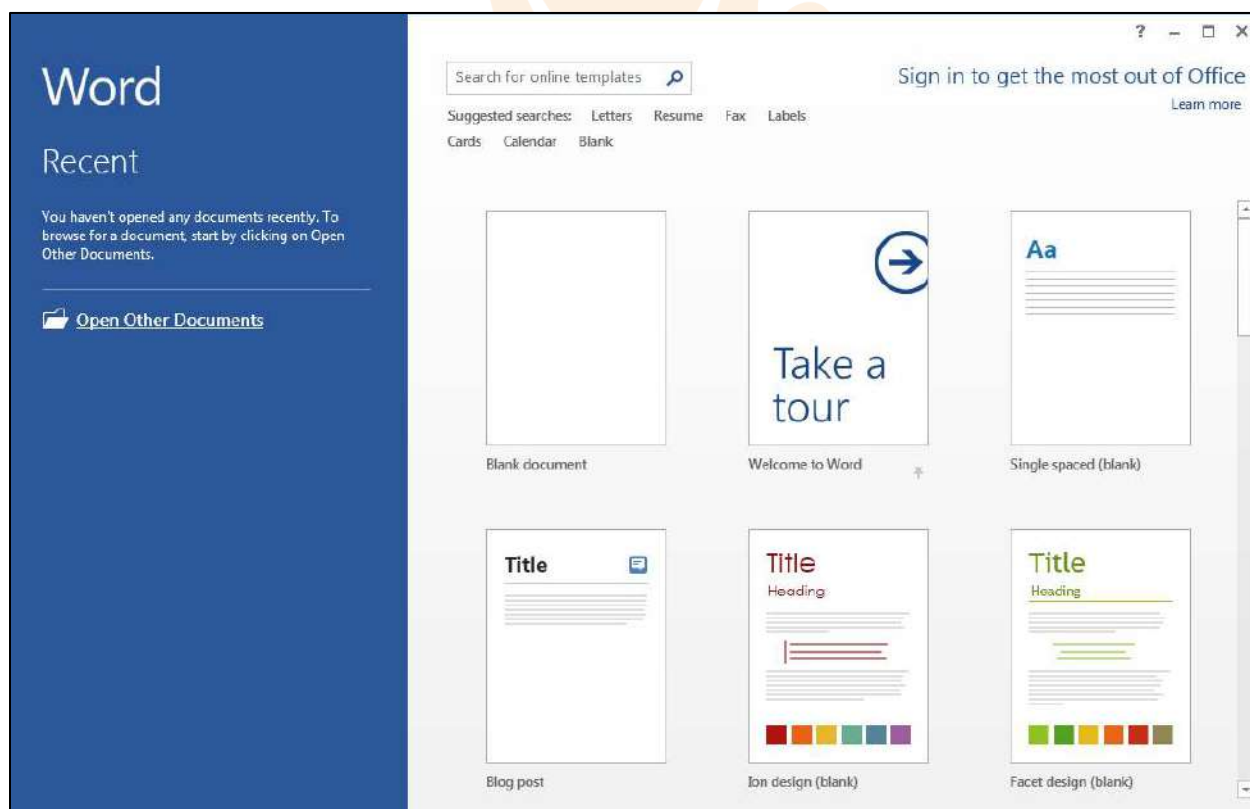 Word
Recent
You haven't opened any documents recently. To
browse for a document, start by clicking on Open
Other Documents.
Open Other Documents
?
Search for online templates
Sign in to get the most out of Office
Learn more
Suggested searches: Letters Resume Fax Labels
Cards Calendar Blank
Take a
tour
Aa
Blank document
Welcome to Word
Single spaced (blank)
Title
Title
Heading
Title
Heading
Blog post
Ion design (blank)
Facet design (blank)